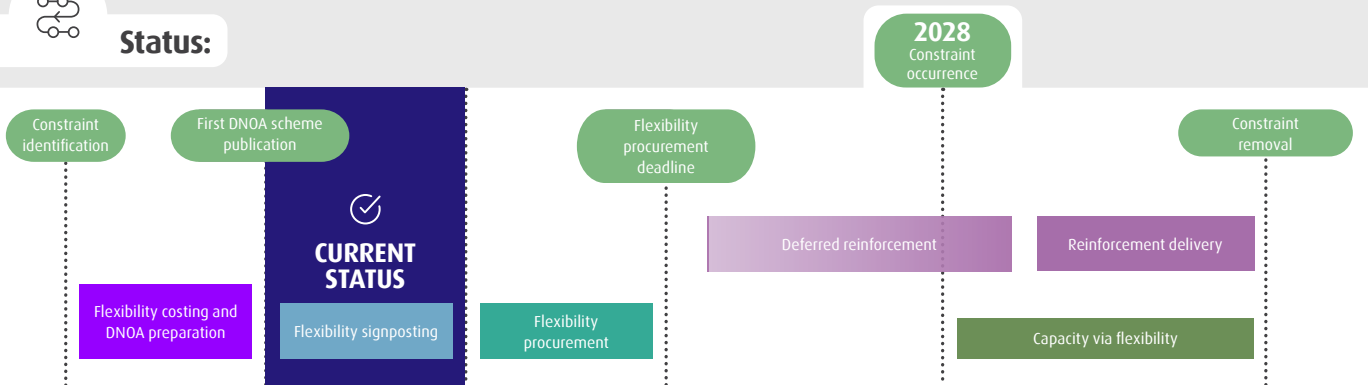 Status:
2028
Constraint
occurrence
Constraint
identification
First DNOA scheme
publication
Flexibility
procurement
deadline
Constraint
removal
CURRENT
STATUS
Deferred reinforcement
Reinforcement delivery
Flexibility costing and
DNOA preparation
Flexibility signposting
Flexibility
procurement
Capacity via flexibility